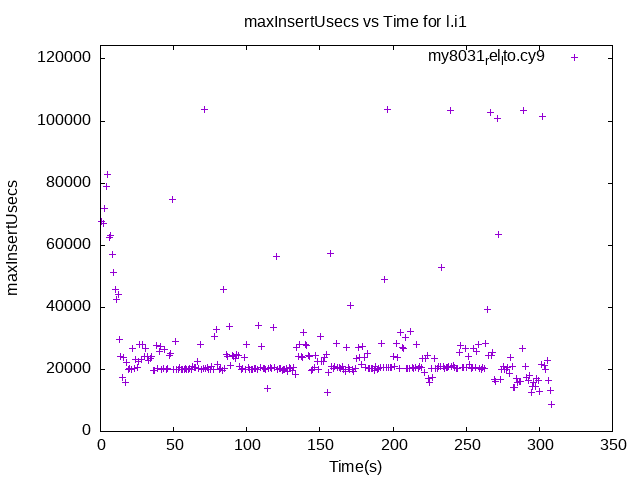 maxInsertUsecs vs Time for l.i1
my8031rellto.cy9
120000
100000
80000
60000
40000
20000
0
maxInsertUsecs
0 50 100 150 200 250 300 350
Time(s)